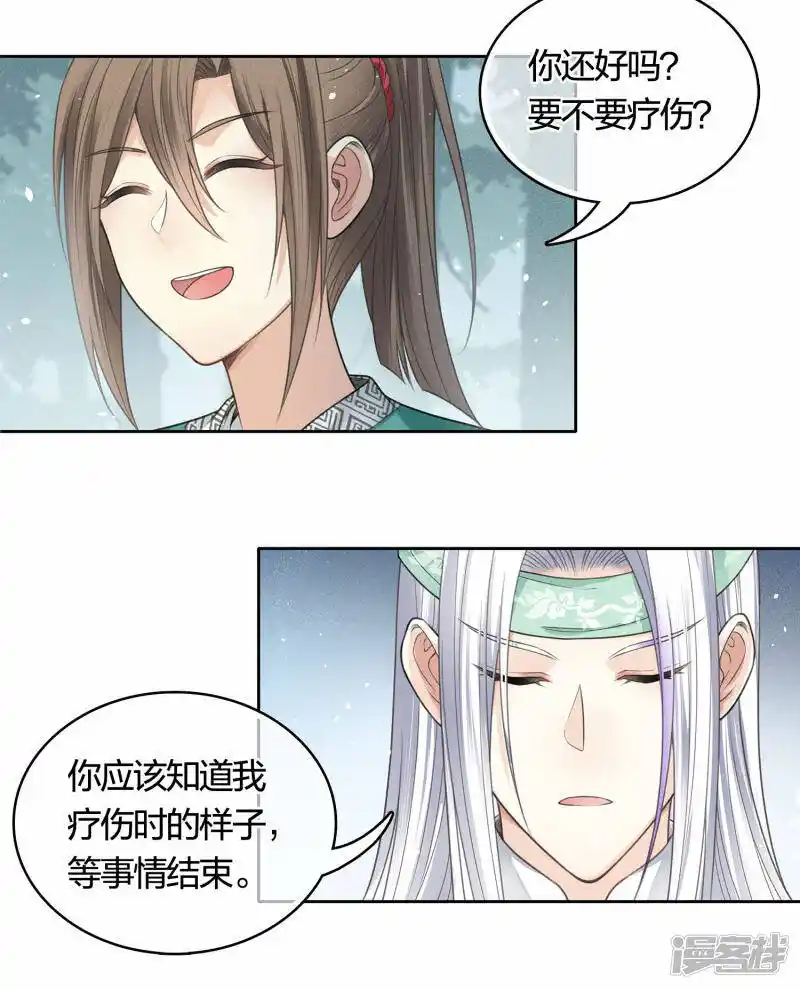 你还好吗?
要不要疗伤?
你应该知道我
疗伤时的样子,
等事情结束。
漫客栈